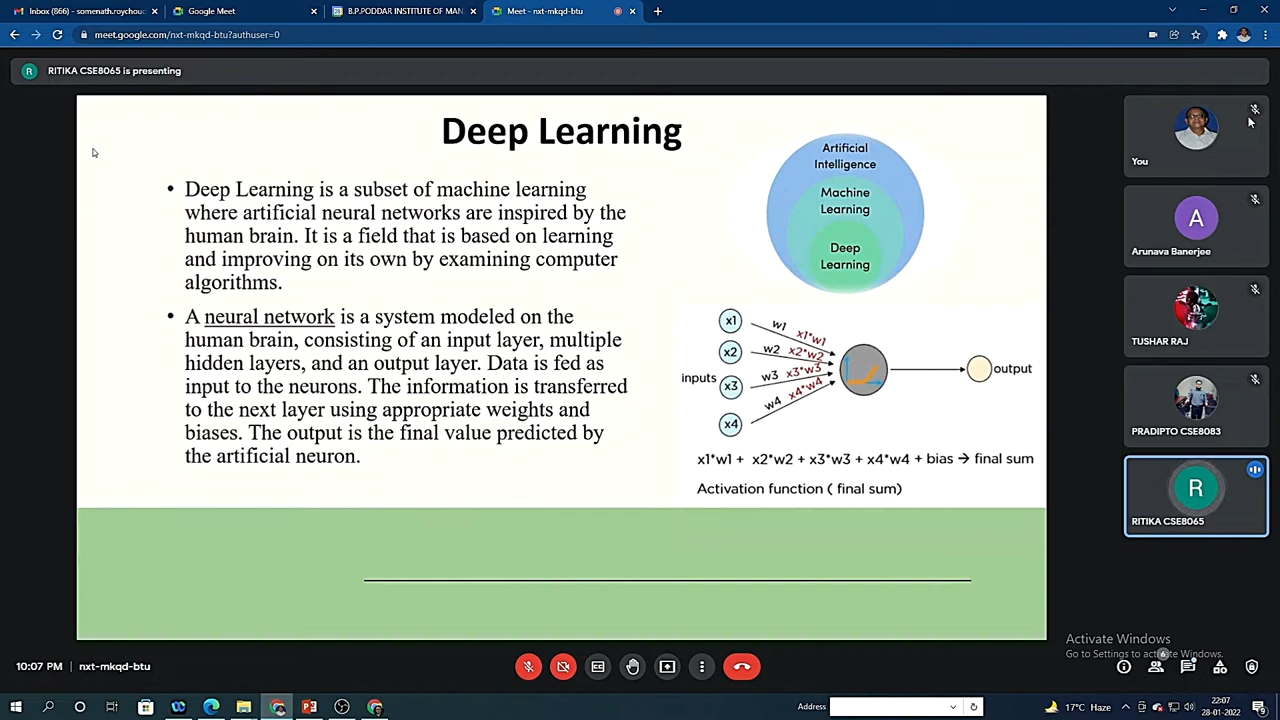 Inbox (866) - somenath.roychouc
Google Meet
B.P.PODDAR INSTITUTE OF MAN
Meet - nxt-mkqd-btu
meet.google.com/nxt-mkqd-btu?authuser=0
R RITIKA CSE8065 is presenting
Deep Learning
• Deep Learning is a subset of machine learning
where artificial neural networks are inspired by the
human brain. It is a field that is based on learning
and improving on its own by examining computer
algorithms.
• A neural network is a system modeled on the
human brain, consisting of an input layer, multiple
hidden layers, and an output layer. Data is fed as
input to the neurons. The information is transferred
to the next layer using appropriate weights and
biases. The output is the final value predicted by
the artificial neuron.
Artificial
Intelligence
Machine
Learning
Deep
Learning
inputs
x1
x2
x3
x4
w1 x1*w1
w2 x2*w2
w3 x3*w3
w4 x4*w4
output
x1*w1 + x2*w2 + x3*w3 + x4*w4 + bias → final sum
Activation function ( final sum)
You
A
Arunava Banerjee
TUSHAR RAJ
PRADIPTO CSE8083
R
RITIKA CSE8065
Activate Windows
Go to Settings to activate Windows.
10:07 PM | nxt-mkqd-btu
6
Address
17°C Haze
22:07
28-01-2022